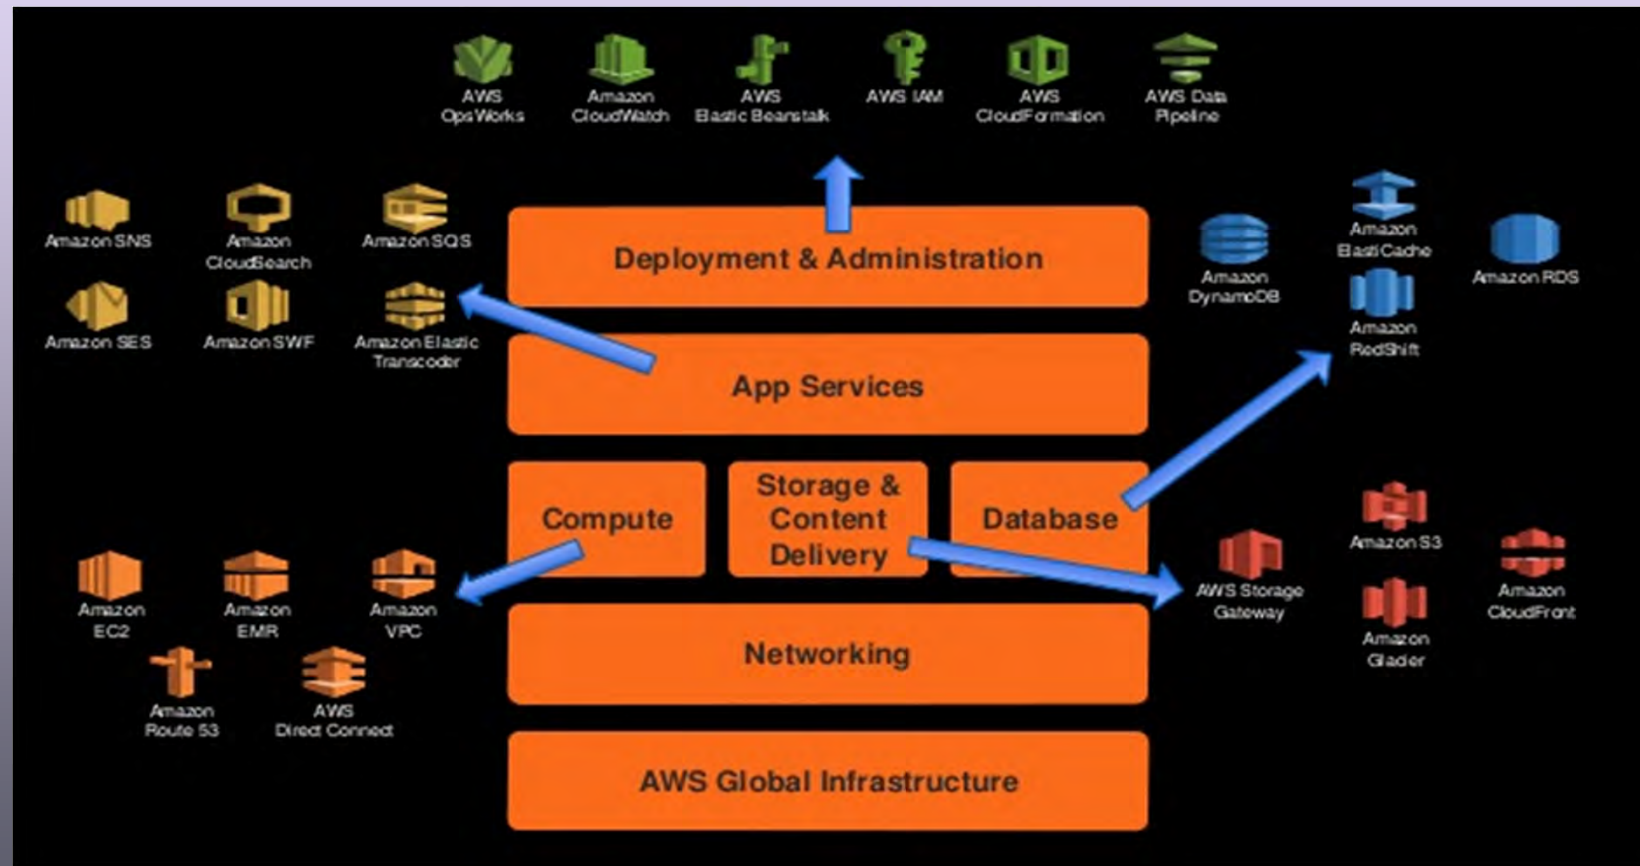 AWS
OpsWorks
Amazon
CloudWatch
AWS
Elastic Beanstalk
AWS IAM
AWS
CloudFormation
AWS Data
Pipeline
Amazon SNS
Amazon
CloudSearch
Amazon SQS
Amazon SES
Amazon SWF
Amazon Elastic
Transcoder
Deployment & Administration
App Services
Compute
Storage &
Content
Delivery
Database
Networking
AWS Global Infrastructure
Amazon
DynamoDB
Amazon
ElastiCache
Amazon RDS
Amazon
RedShift
Amazon
EC2
Amazon
EMR
Amazon
VPC
Amazon
Route 53
AWS
Direct Connect
AWS Storage
Gateway
Amazon S3
Amazon
CloudFront
Amazon
Glacier